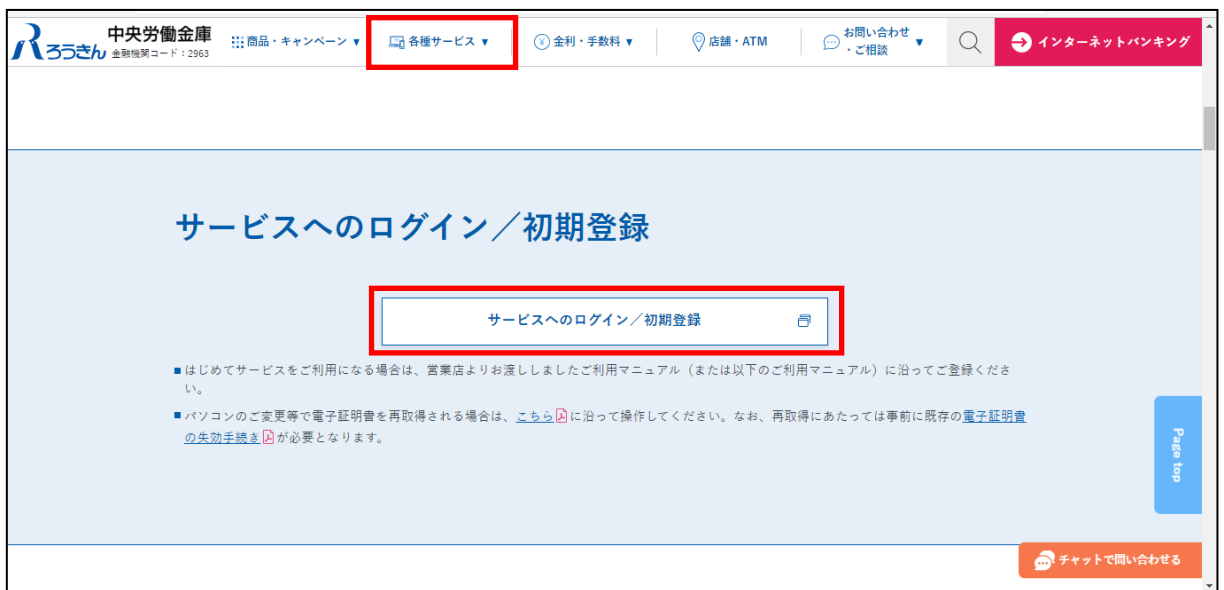 ろうきん 中央労働金庫
金融機関コード：2963
商品・キャンペーン ▼
各種サービス ▼
金利・手数料 ▼
店舗・ATM
お問い合わせ
・ご相談 ▼
インターネットバンキング
サービスへのログイン／初期登録
サービスへのログイン／初期登録
■はじめてサービスをご利用になる場合は、営業店よりお渡ししましたご利用マニュアル（または以下のご利用マニュアル）に沿ってご登録くださ
い。
■パソコンのご変更等で電子証明書を再取得される場合は、こちらに沿って操作してください。なお、再取得にあたっては事前に既存の電子証明書
の失効手続きが必要となります。
Page top
チャットで問い合わせる